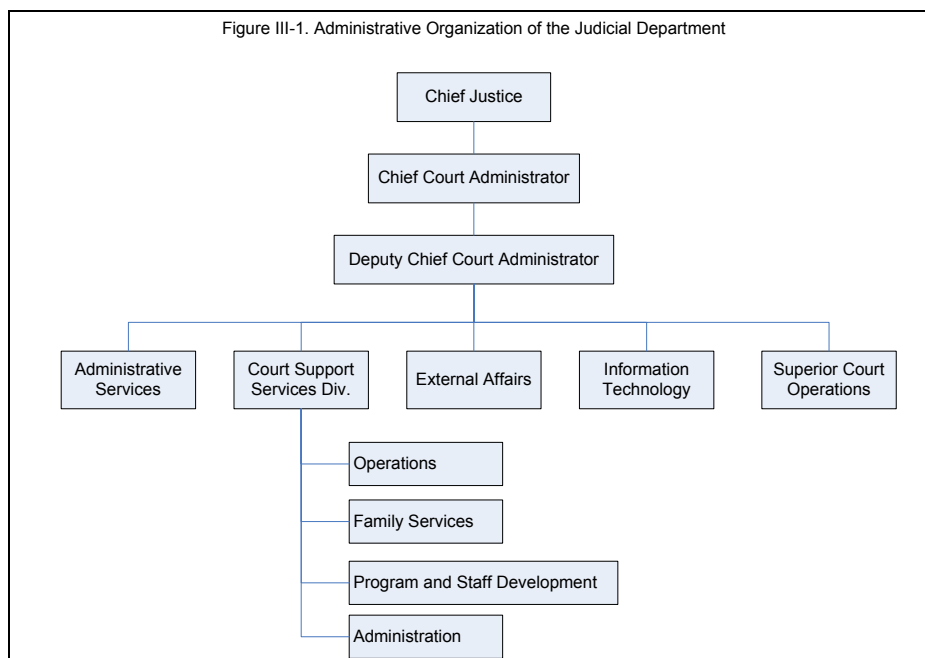 Figure III-1. Administrative Organization of the Judicial Department
Chief Justice
Chief Court Administrator
Deputy Chief Court Administrator
Administrative
Services
Court Support
Services Div.
External Affairs
Information
Technology
Superior Court
Operations
Operations
Family Services
Program and Staff Development
Administration